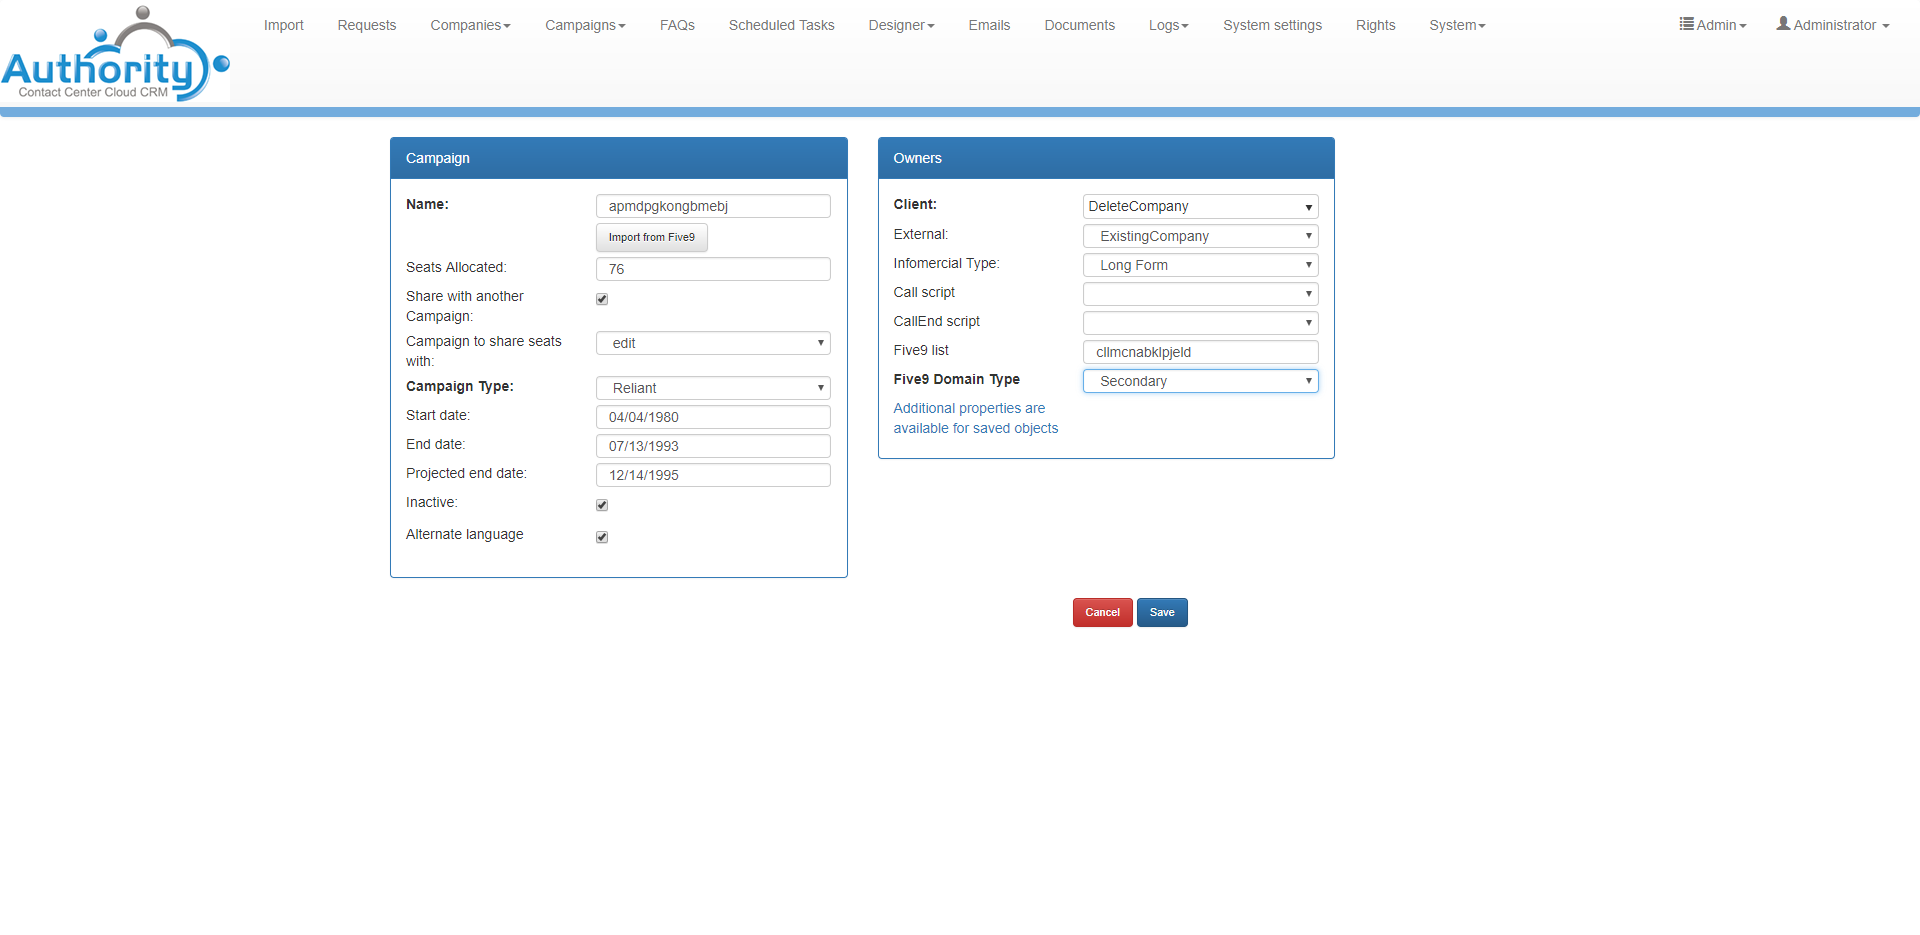 Authority
Contact Center Cloud CRM
Import Requests Companies Campaigns FAQs Scheduled Tasks Designer Emails Documents Logs System settings Rights System Admin Administrator
Campaign
Name: apmdpgkongbmebj
Import from Five9
Seats Allocated: 76
Share with another
Campaign:
Campaign to share seats
with: edit
Campaign Type: Reliant
Start date: 04/04/1980
End date: 07/13/1993
Projected end date: 12/14/1995
Inactive:
Alternate language
Owners
Client: DeleteCompany
External: ExistingCompany
Infomercial Type: Long Form
Call script
CallEnd script
Five9 list cllmcnabklpjeld
Five9 Domain Type Secondary
Additional properties are
available for saved objects
Cancel Save